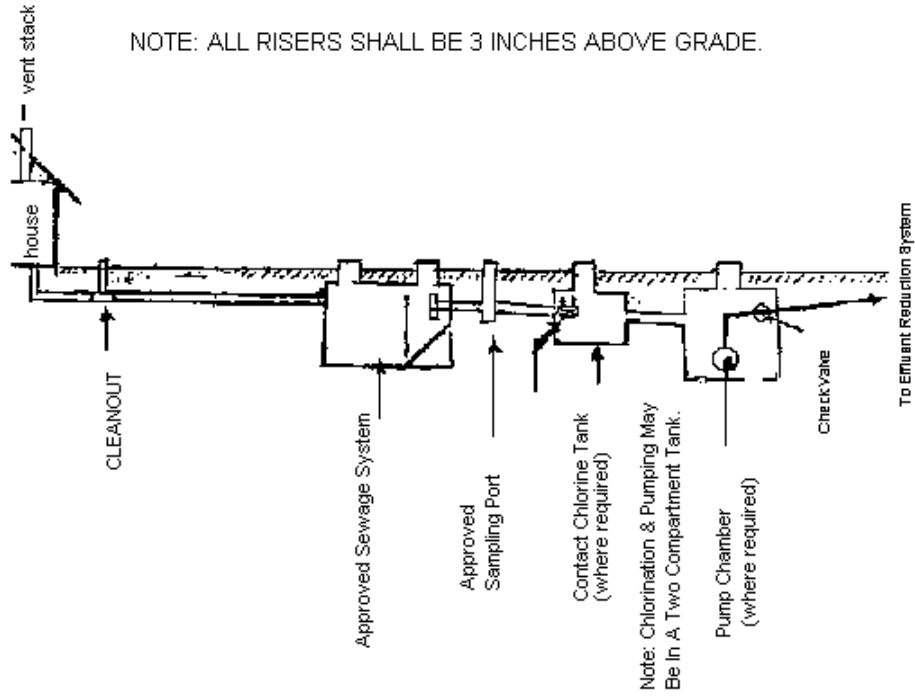 NOTE: ALL RISERS SHALL BE 3 INCHES ABOVE GRADE.
vent stack
house
CLEANOUT
Approved Sewage System
Approved
Sampling Port
Contact Chlorine Tank
(where required)
Note: Chlorination & Pumping May
Be In A Two Compartment Tank.
Pump Chamber
(where required)
Check Valve
To Effluent Reduction System